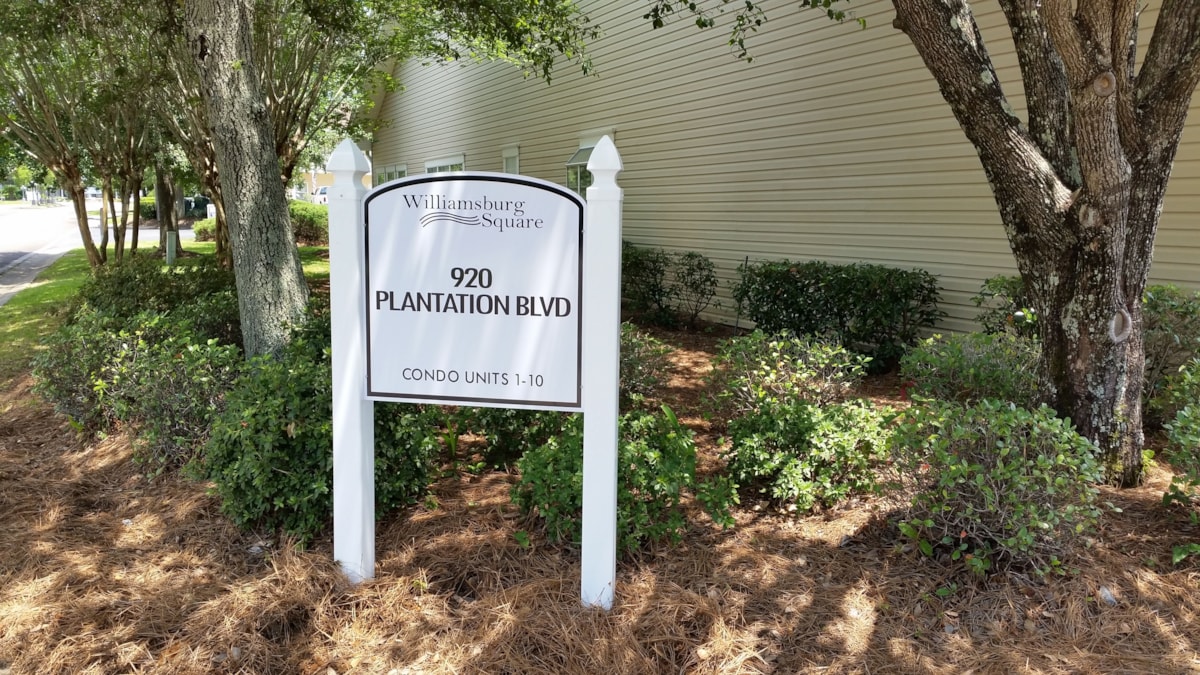 Williamsburg
Square
920
PLANTATION BLVD
CONDO UNITS 1-10